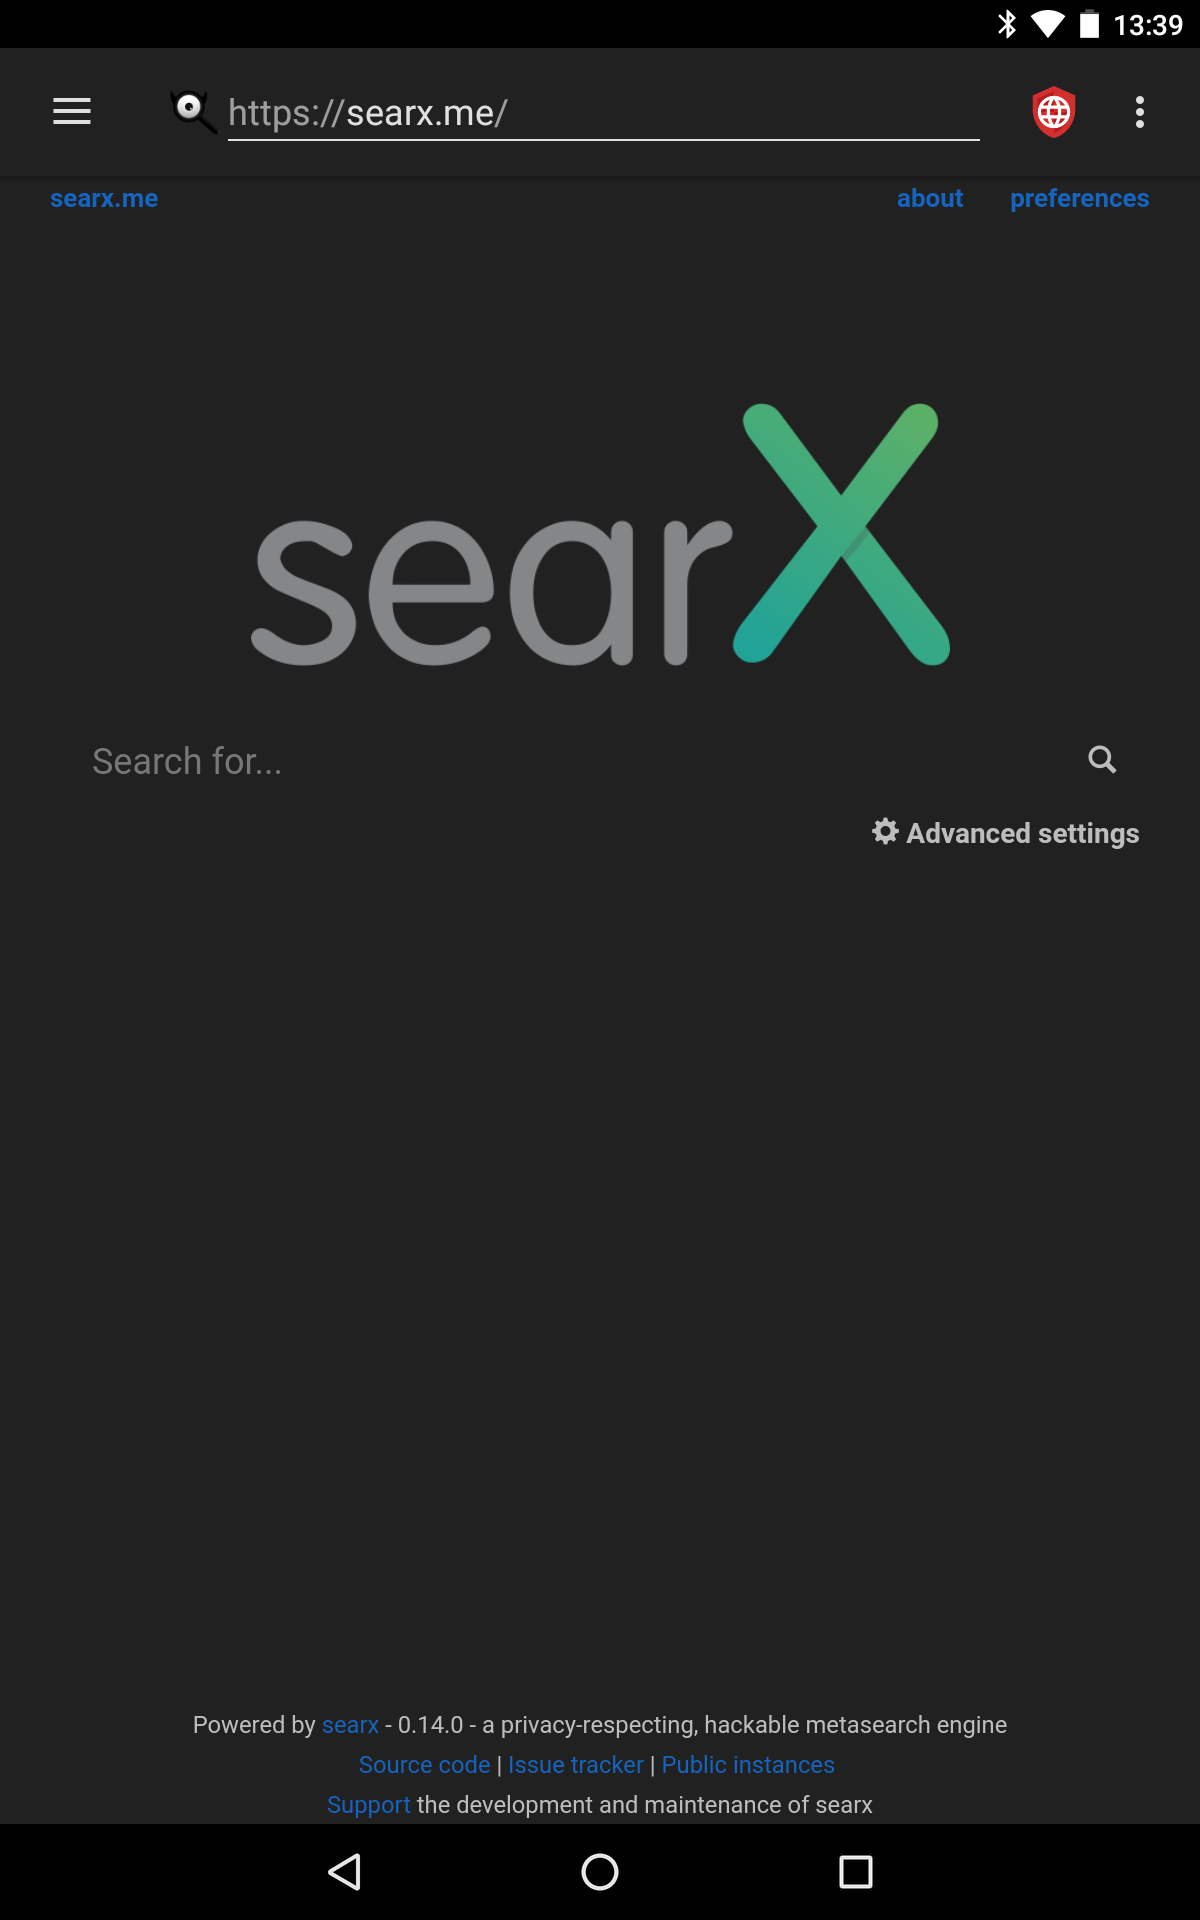 13:39
https://searx.me/
searx.me about preferences
searX
Search for...
Advanced settings
Powered by searx - 0.14.0 - a privacy-respecting, hackable metasearch engine
Source code | Issue tracker | Public instances
Support the development and maintenance of searx